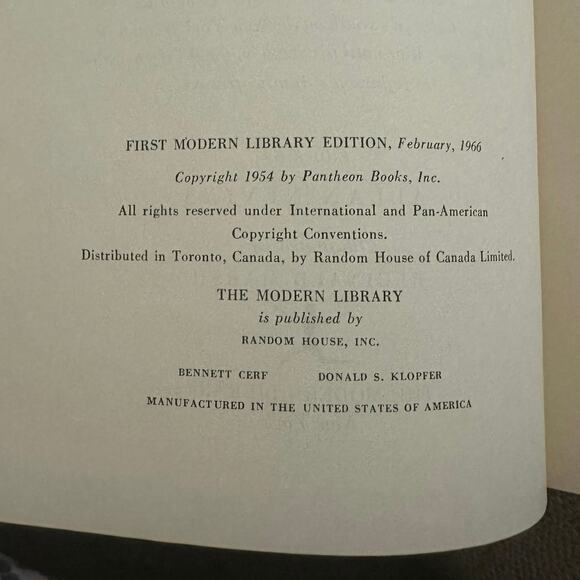 FIRST MODERN LIBRARY EDITION, February, 1966
Copyright 1954 by Pantheon Books, Inc.
All rights reserved under International and Pan-American
Copyright Conventions.
Distributed in Toronto, Canada, by Random House of Canada Limited.
THE MODERN LIBRARY
is published by
RANDOM HOUSE, INC.
BENNETT CERF DONALD S. KLOPFER
MANUFACTURED IN THE UNITED STATES OF AMERICA